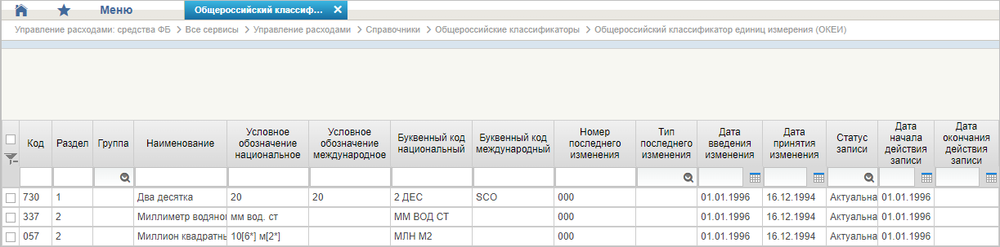 Меню Общероссийский классиф...
Управление расходами: средства ФБ Все сервисы Управление расходами Справочники Общероссийские классификаторы Общероссийский классификатор единиц измерения (ОКЕИ)
Код Раздел Группа Наименование Условное обозначение национальное Условное обозначение международное Буквенный код национальный Буквенный код международный Номер последнего изменения Тип последнего изменения Дата введения изменения Дата принятия изменения Статус записи Дата начала действия записи Дата окончания действия записи
730 1 Два десятка 20 20 2 ДЕС SCO 000 01.01.1996 16.12.1994 Актуальна 01.01.1996
337 2 Миллиметр водяно мм вод. ст ММ ВОД СТ 000 01.01.1996 16.12.1994 Актуальна 01.01.1996
057 2 Миллион квадратнь 10[6*] м[2*] МЛН М2 000 01.01.1996 16.12.1994 Актуальна 01.01.1996